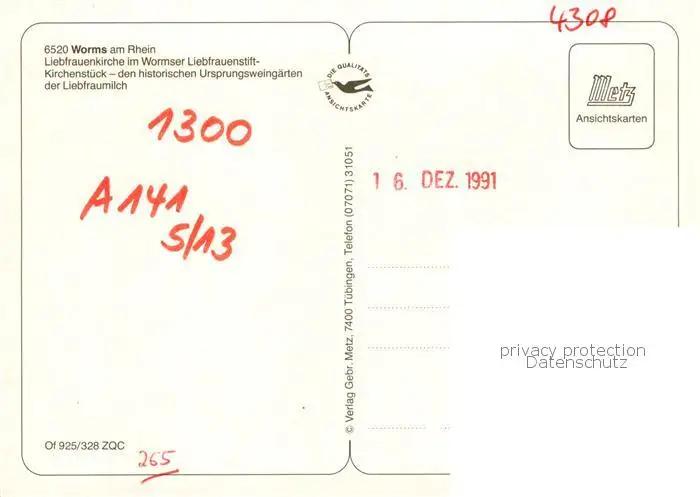 4308
6520 Worms am Rhein
Liebfrauenkirche im Wormser Liebfrauenstift-
Kirchenstück – den historischen Ursprungsweingärten
der Liebfraumilch
DIE QUALITÄTS
ANSICHTSKARTE
Metz
Ansichtskarten
1300
A 141
5/13
16. DEZ. 1991
© Verlag Gebr. Metz, 7400 Tübingen, Telefon (07071) 31051
privacy protection
Datenschutz
Of 925/328 ZQC
265